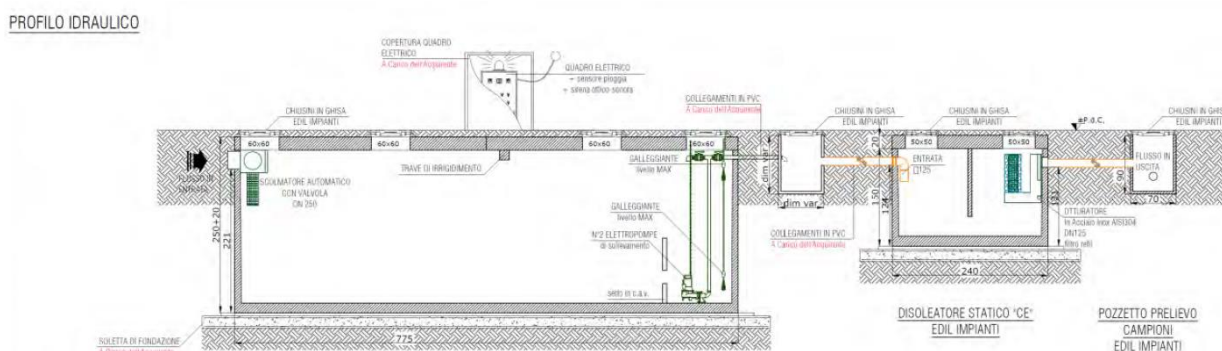 PROFILO IDRAULICO
COPERTURA QUADRO
ELETTRICO
A Carico dell'Acquirente
QUADRO ELETTRICO
+ sensore pioggia
+ sirena ottico-sonora
CHIUSINI IN GHISA
EDIL IMPIANTI
60x60
60x60
60x60
60x60
COLLEGAMENTI IN PVC
A Carico dell'Acquirente
CHIUSINI IN GHISA
EDIL IMPIANTI
CHIUSINI IN GHISA
EDIL IMPIANTI
CHIUSINI IN GHISA
EDIL IMPIANTI
50x50
50x50
20
FLUSSO IN
ENTRATA
SCOLMATORE AUTOMATICO
CON VALVOLA
DN 250
TRAVE DI IRRIGIDIMENTO
GALLEGGIANTE
livello MAX
GALLEGGIANTE
livello MAX
N°2 ELETTROPOMPE
di sollevamento
setto in c.a.v.
250+20
221
775
SOLETTA DI FONDAZIONE
dim var
dim var
COLLEGAMENTI IN PVC
A Carico dell'Acquirente
ENTRATA
150
124
240
121
OTTURATORE
In Acciaio Inox AISI304
DN125
FLUSSO IN
USCITA
90
70
DISOLEATORE STATICO "CE"
EDIL IMPIANTI
POZZETTO PRELIEVO
CAMPIONI
EDIL IMPIANTI